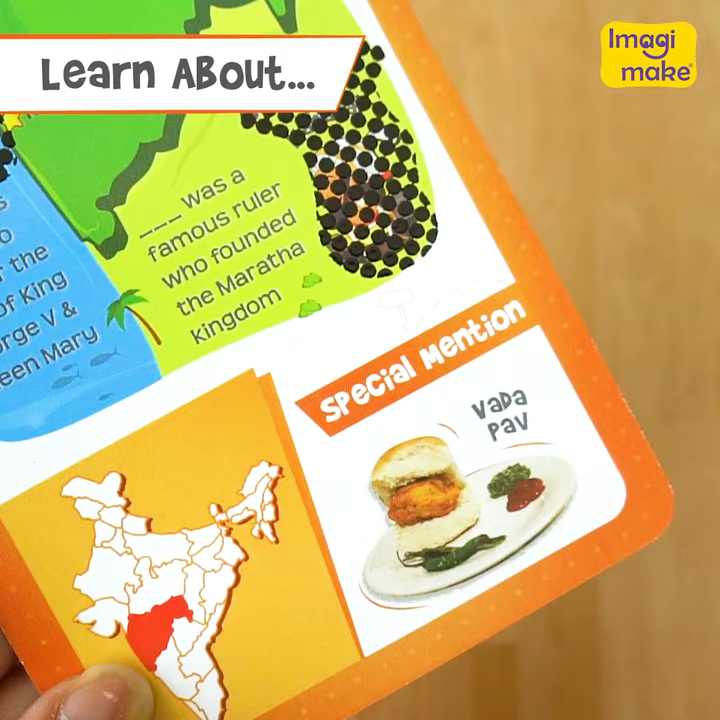 Learn About...
Imagi
make
___ was a
famous ruler
who founded
the Maratha
kingdom
r the
of King
orge V &
een Mary
Special Mention
Vada
Pav